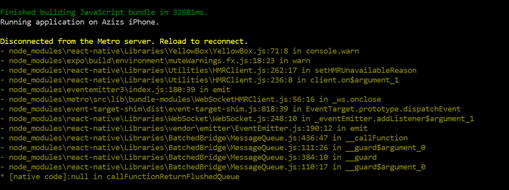 Finished building JavaScript bundle in 32681ms.
Running application on Azizs iPhone.
Disconnected from the Metro server. Reload to reconnect.
- node_modules\react-native\Libraries\YellowBox\YellowBox.js:71:8 in console.warn
- node_modules\expo\build\environment\muteWarnings.fx.js:18:23 in warn
- node_modules\react-native\Libraries\Utilities\HMRClient.js:262:17 in setHMRUnavailableReason
- node_modules\react-native\Libraries\Utilities\HMRClient.js:236:8 in client.on$argument_1
- node_modules\eventemitter3\index.js:180:39 in emit
- node_modules\metro\src\lib\bundle-modules\WebSocketHMRClient.js:56:16 in _ws.onclose
- node_modules\event-target-shim\dist\event-target-shim.js:818:39 in EventTarget.prototype.dispatchEvent
- node_modules\react-native\Libraries\WebSocket\WebSocket.js:248:10 in _eventEmitter.addListener$argument_1
- node_modules\react-native\Libraries\vendor\emitter\EventEmitter.js:190:12 in emit
- node_modules\react-native\Libraries\BatchedBridge\MessageQueue.js:436:47 in __callFunction
- node_modules\react-native\Libraries\BatchedBridge\MessageQueue.js:111:26 in __guard$argument_0
- node_modules\react-native\Libraries\BatchedBridge\MessageQueue.js:384:10 in __guard
- node_modules\react-native\Libraries\BatchedBridge\MessageQueue.js:110:17 in __guard$argument_0
* [native code]:null in callFunctionReturnFlushedQueue